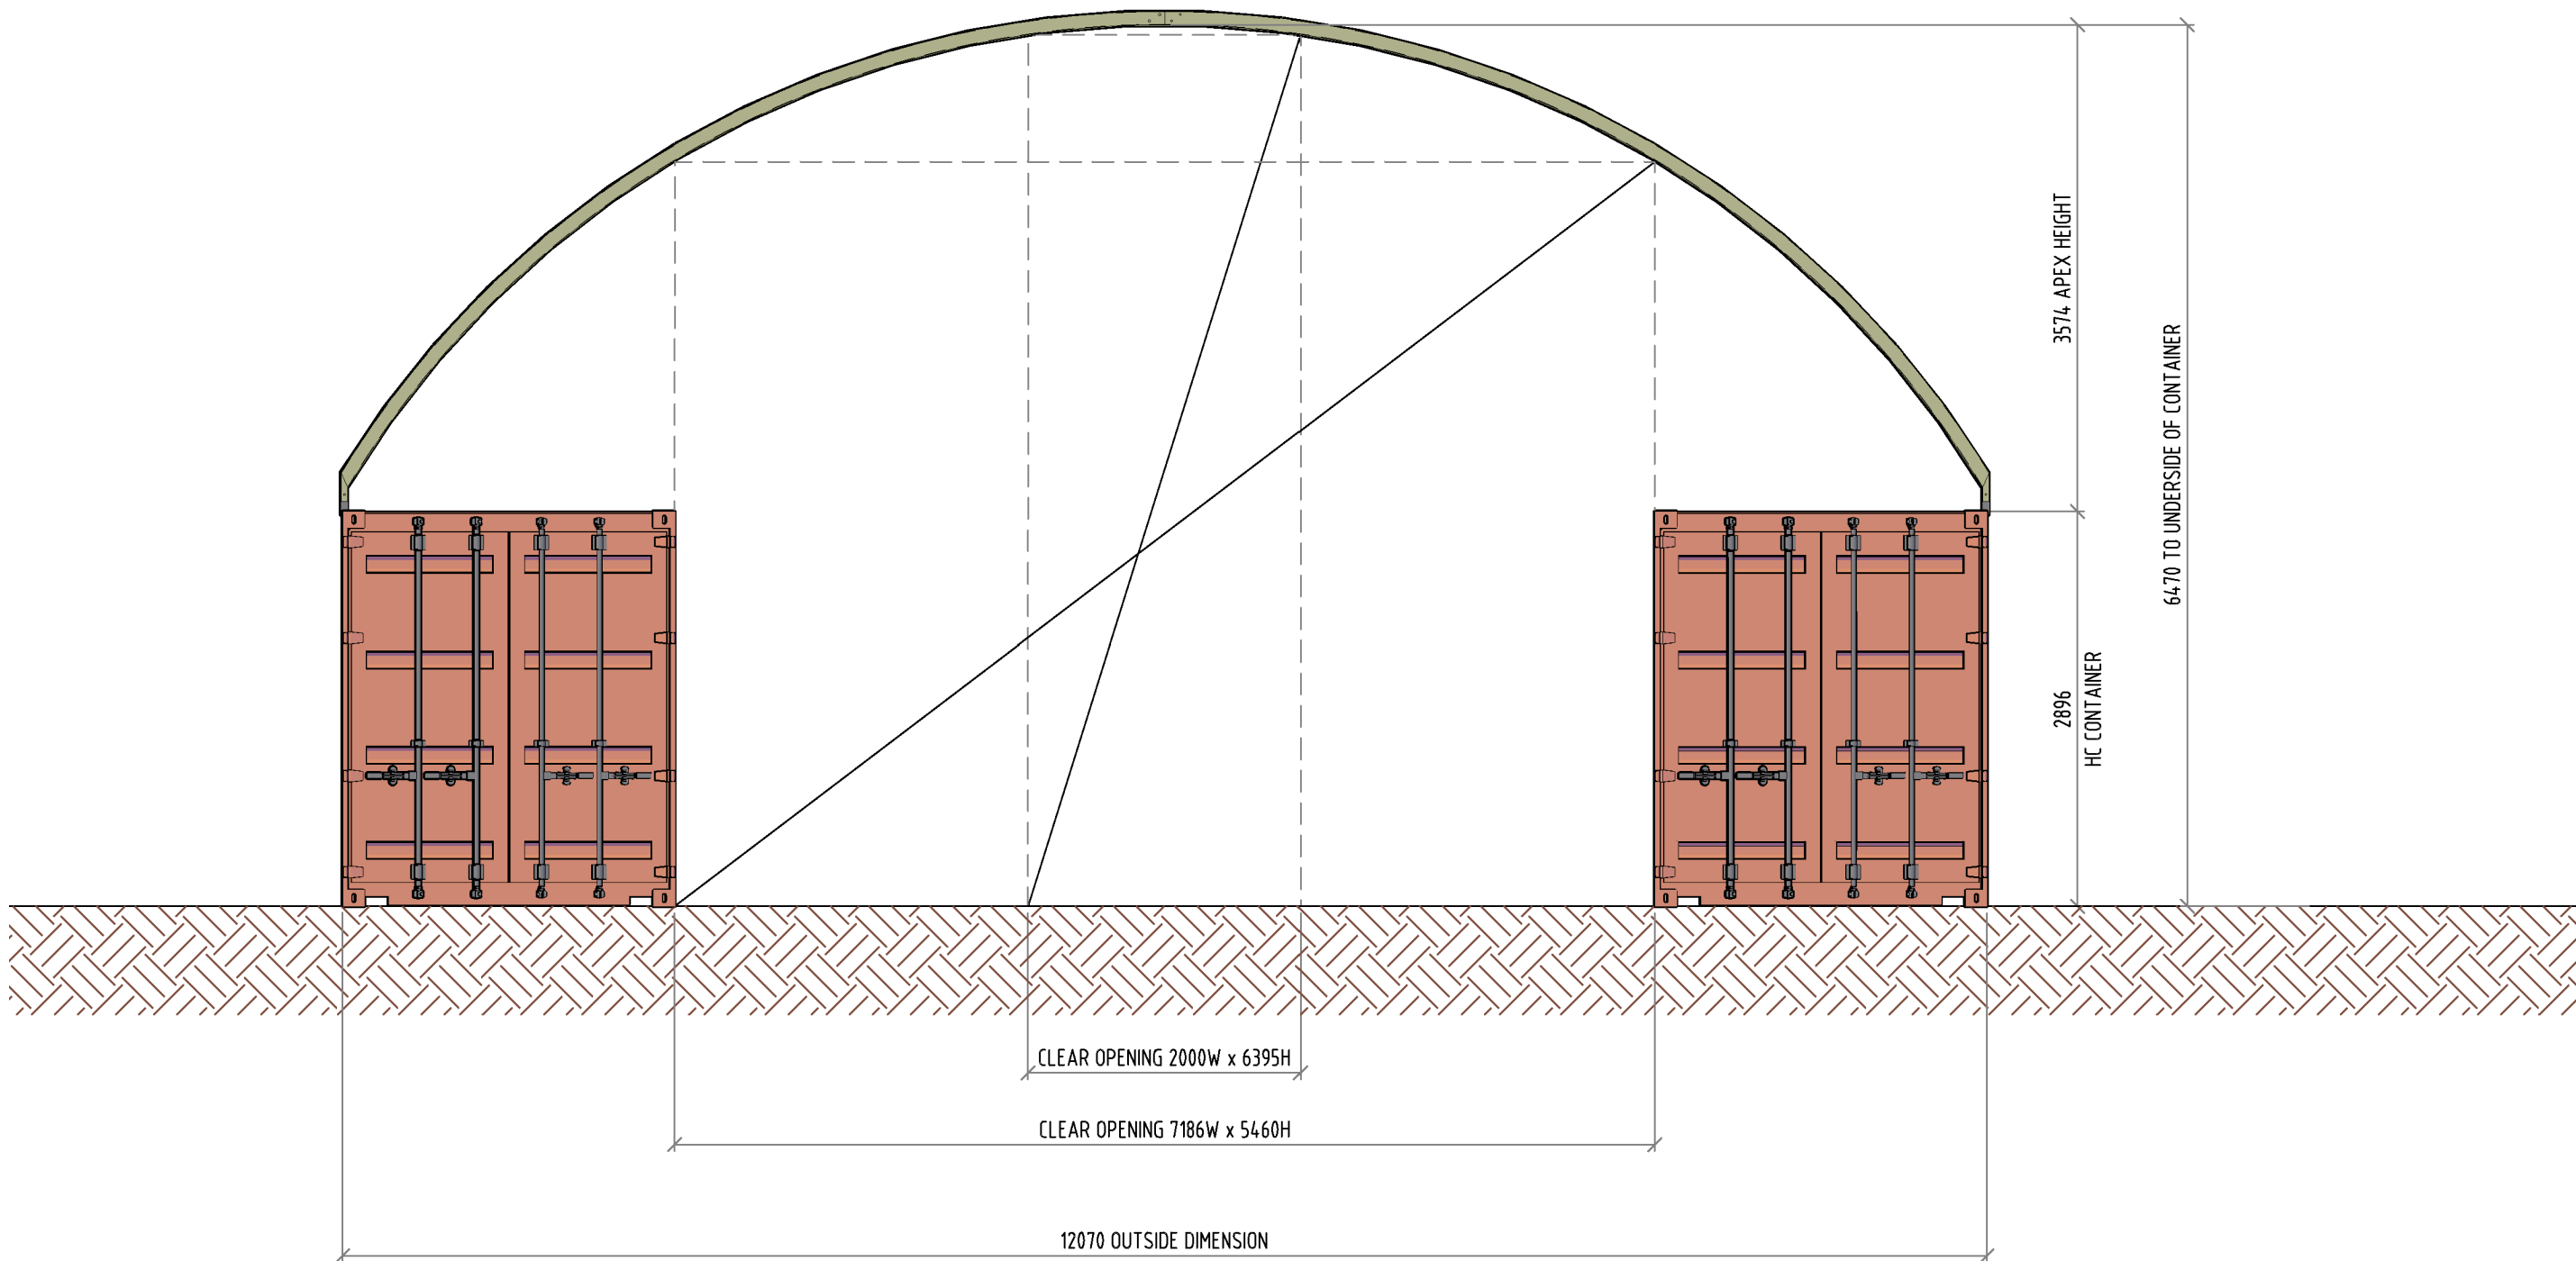 3574 APEX HEIGHT
6470 TO UNDERSIDE OF CONTAINER
2896
HC CONTAINER
CLEAR OPENING 2000W x 6395H
CLEAR OPENING 7186W x 5460H
12070 OUTSIDE DIMENSION